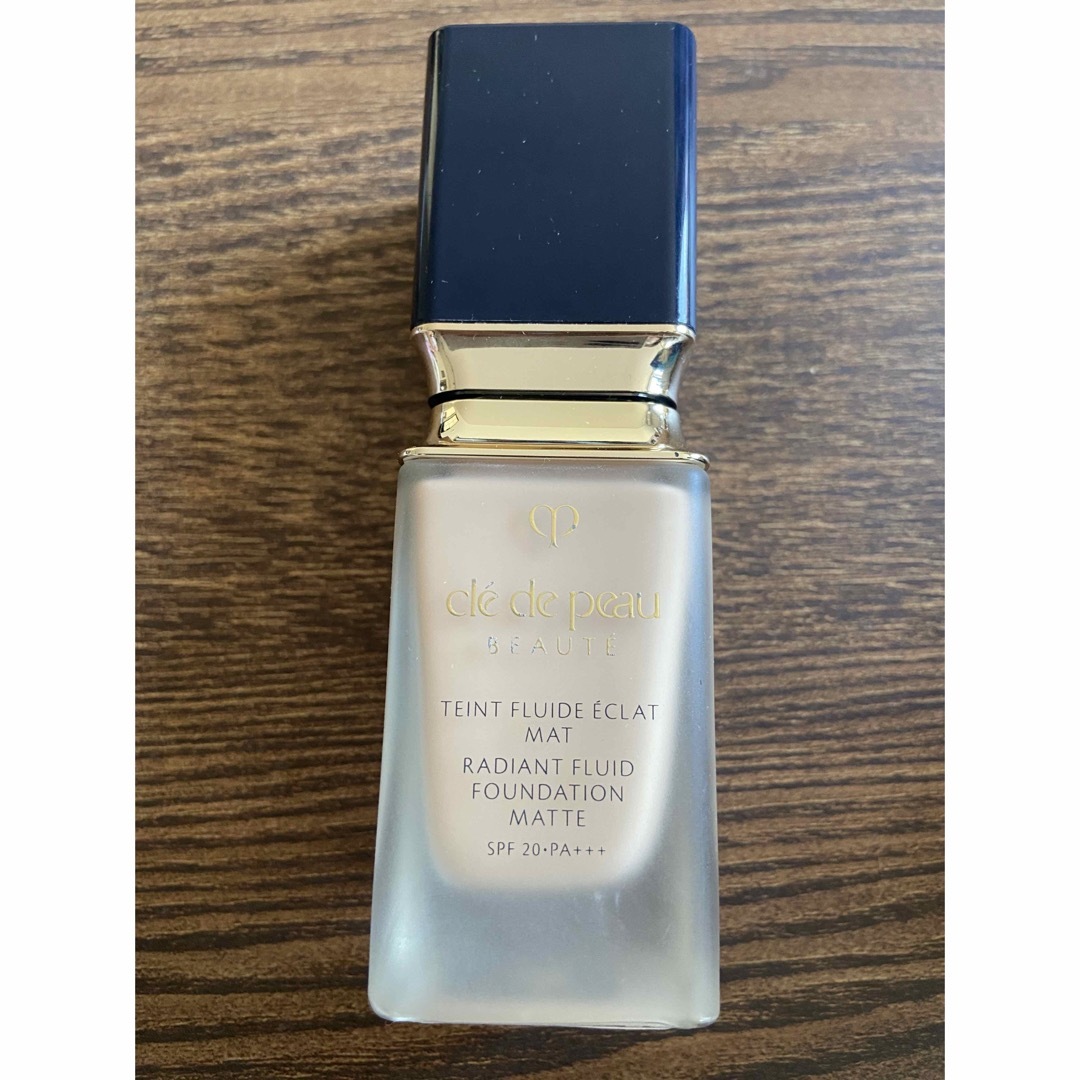 clé de peau
BEAUTÉ
TEINT FLUIDE ÉCLAT
MAT
RADIANT FLUID
FOUNDATION
MATTE
SPF 20•PA+++